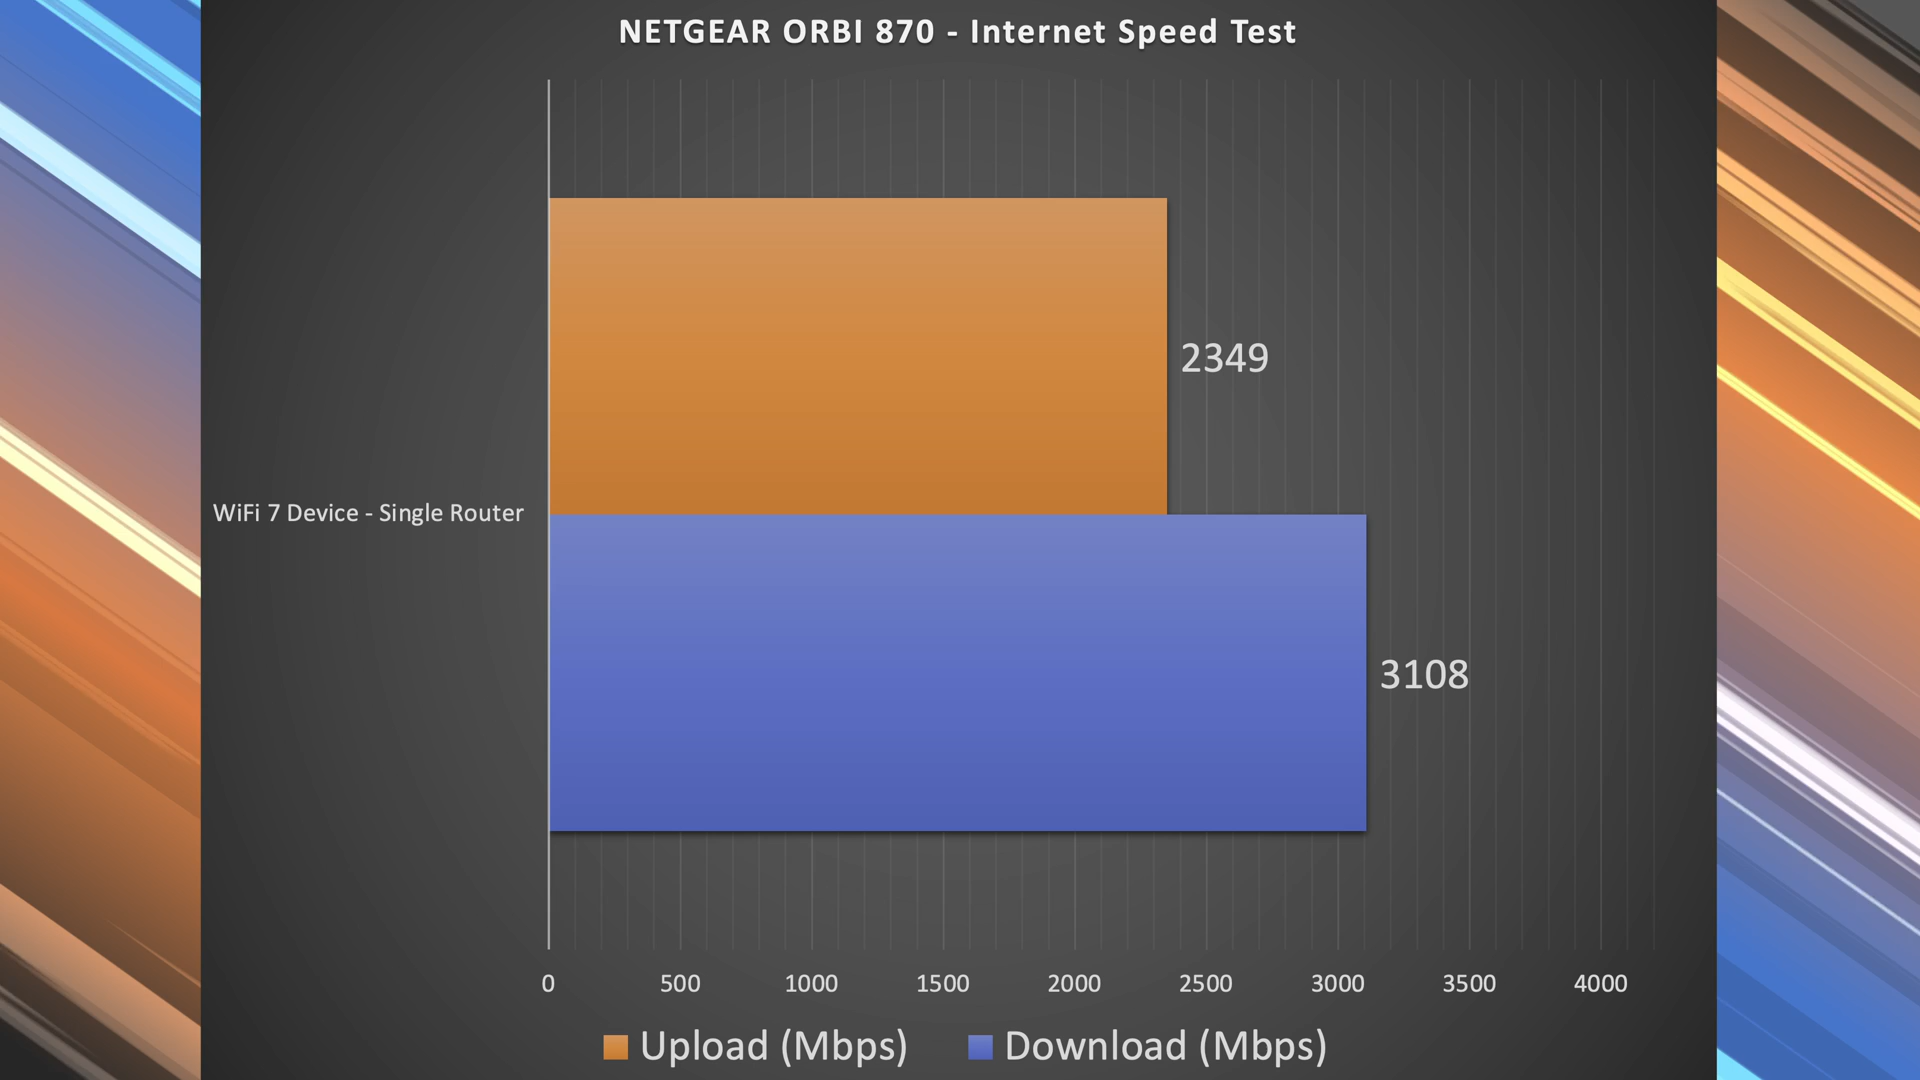 NETGEAR ORBI 870 - Internet Speed Test
2349
WiFi 7 Device - Single Router
3108
0 500 1000 1500 2000 2500 3000 3500 4000
Upload (Mbps) Download (Mbps)